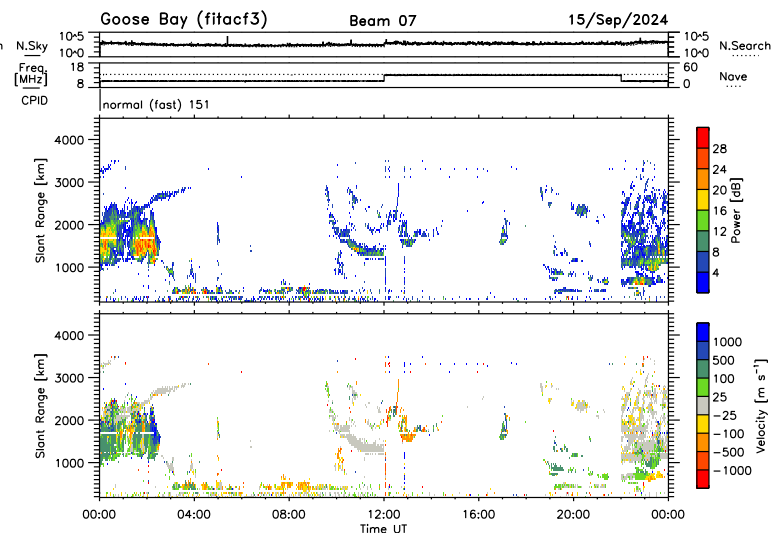 Goose Bay (fitacf3) Beam 07 15/Sep/2024
n N.Sky 10^5 10^0 10^5 10^0 N.Search
Freq. [MHz] 18 8 60 0 Nave
CPID normal (fast) 151
Slant Range [km] 4000 3000 2000 1000
28 24 20 16 12 8 4 Power [dB]
Slant Range [km] 4000 3000 2000 1000
1000 500 100 25 -25 -100 -500 -1000 Velocity [m s⁻¹]
00:00 04:00 08:00 12:00 16:00 20:00 00:00
Time UT